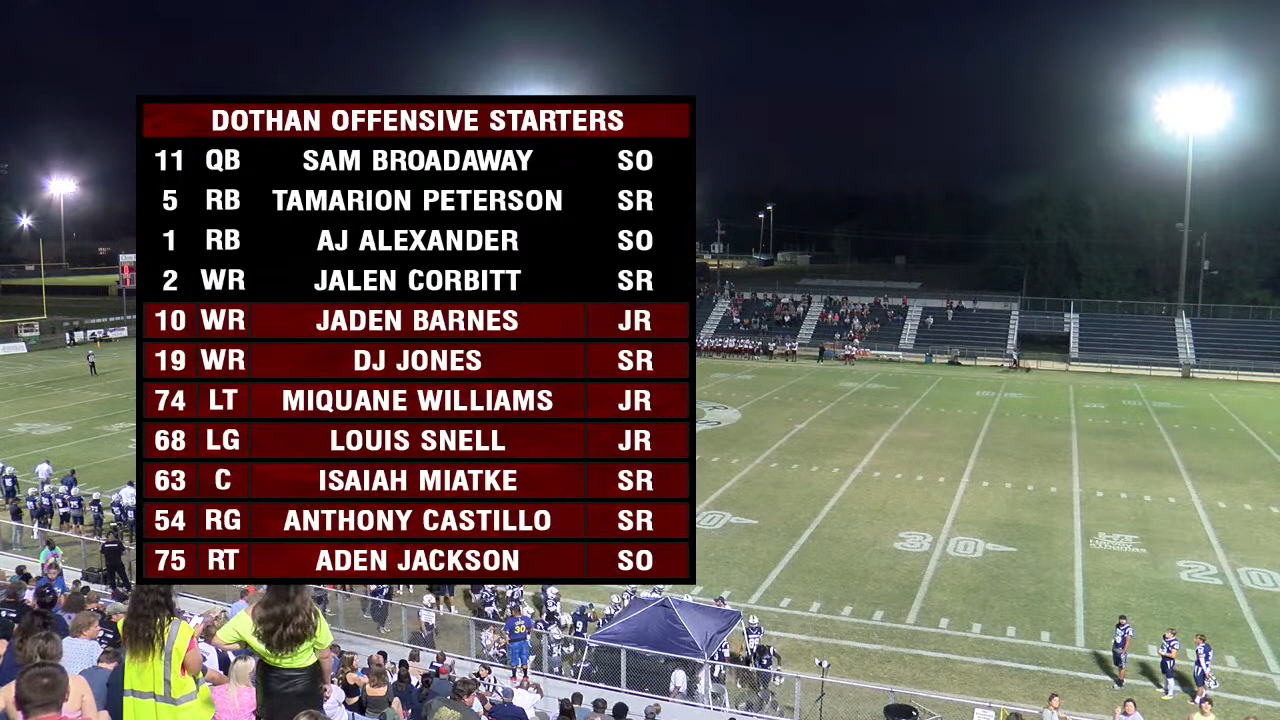 DOTHAN OFFENSIVE STARTERS
11 QB SAM BROADAWAY SO
5 RB TAMARION PETERSON SR
1 RB AJ ALEXANDER SO
2 WR JALEN CORBITT SR
10 WR JADEN BARNES JR
19 WR DJ JONES SR
74 LT MIQUANE WILLIAMS JR
68 LG LOUIS SNELL JR
63 C ISAIAH MIATKE SR
54 RG ANTHONY CASTILLO SR
75 RT ADEN JACKSON SO
30
20
30
9